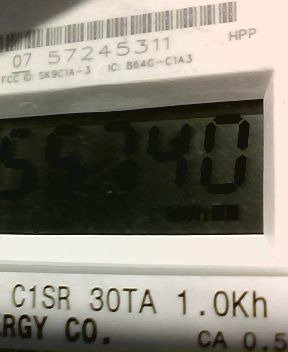 HPP
07 57245311
FCC ID: SK9C1A-3 IC: 864G-C1A3
C1SR 30TA 1.0Kh
ERGY CO. CA 0.5